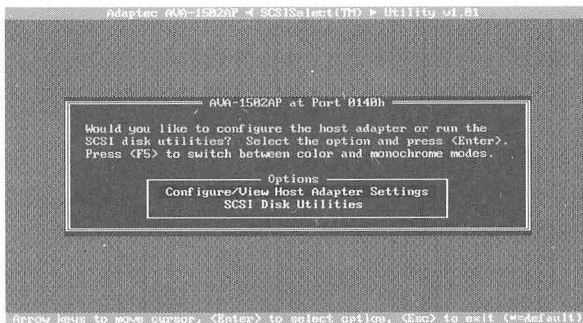 Adaptec AVA-1502AP ◄ SCSISelect(TM) ► Utility v1.01
AVA-1502AP at Port 0140h
Would you like to configure the host adapter or run the
SCSI disk utilities? Select the option and press <Enter>.
Press <F5> to switch between color and monochrome modes.
Options
Configure/View Host Adapter Settings
SCSI Disk Utilities
Arrow keys to move cursor, <Enter> to select option, <Esc> to exit (*=default)